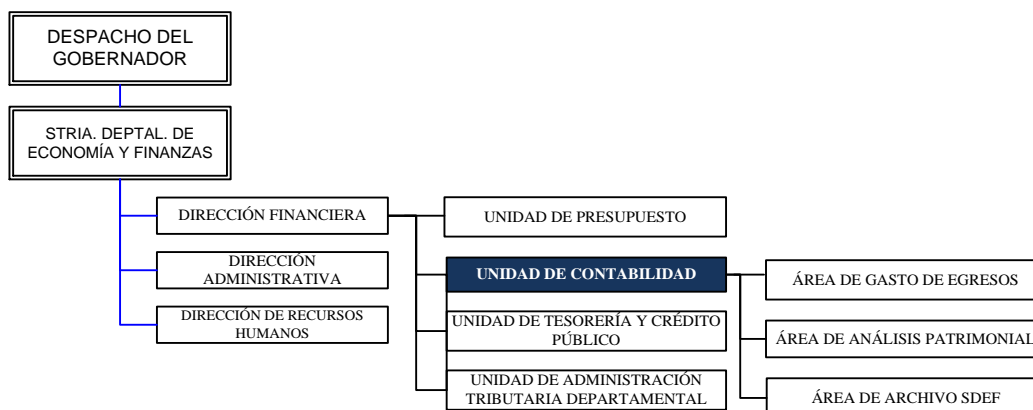 DESPACHO DEL
GOBERNADOR
STRIA. DEPTAL. DE
ECONOMÍA Y FINANZAS
DIRECCIÓN FINANCIERA
DIRECCIÓN
ADMINISTRATIVA
DIRECCIÓN DE RECURSOS
HUMANOS
UNIDAD DE PRESUPUESTO
UNIDAD DE CONTABILIDAD
UNIDAD DE TESORERÍA Y CRÉDITO
PÚBLICO
UNIDAD DE ADMINISTRACIÓN
TRIBUTARIA DEPARTAMENTAL
ÁREA DE GASTO DE EGRESOS
ÁREA DE ANÁLISIS PATRIMONIAL
ÁREA DE ARCHIVO SDEF